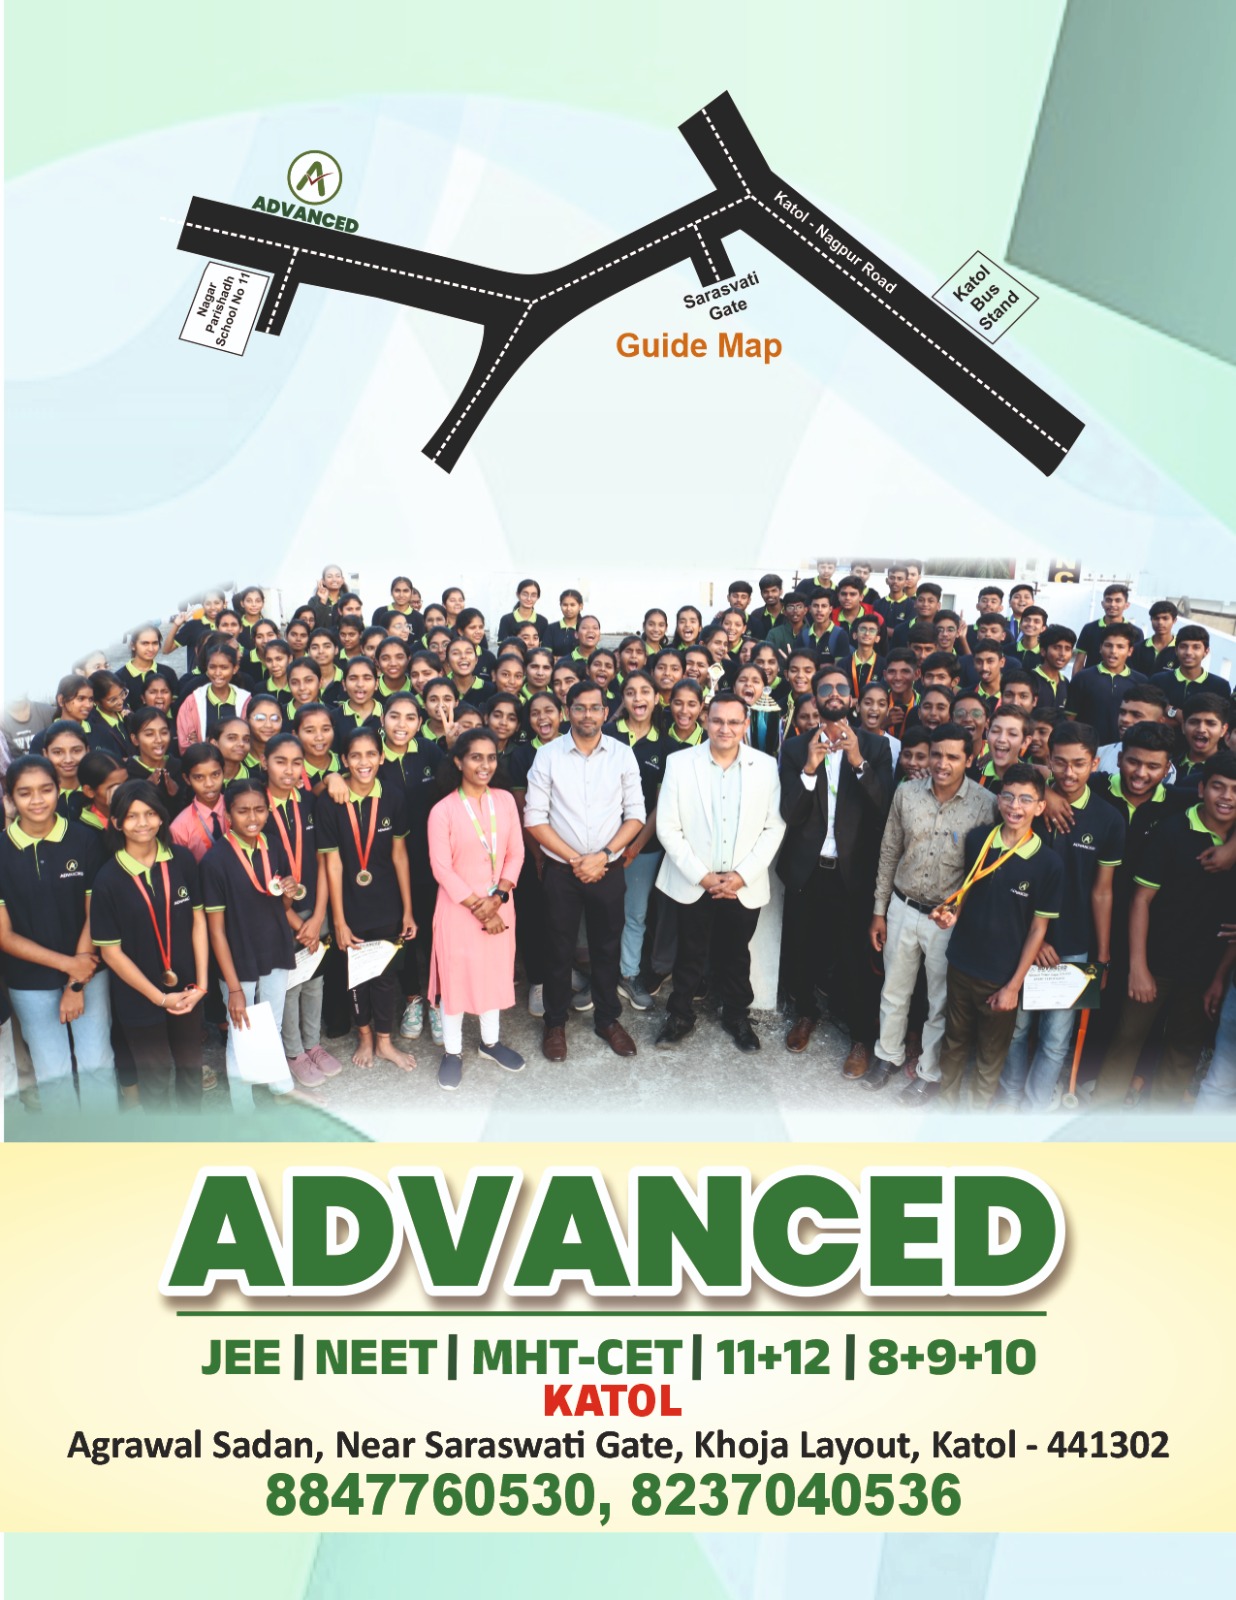 ADVANCED
Katol - Nagpur Road
Nagar
Parishadh
School No 11
Katol
Bus
Stand
Sarasvati
Gate
Guide Map
ADVANCED
JEE | NEET | MHT-CET | 11+12 | 8+9+10
KATOL
Agrawal Sadan, Near Saraswati Gate, Khoja Layout, Katol - 441302
8847760530, 8237040536